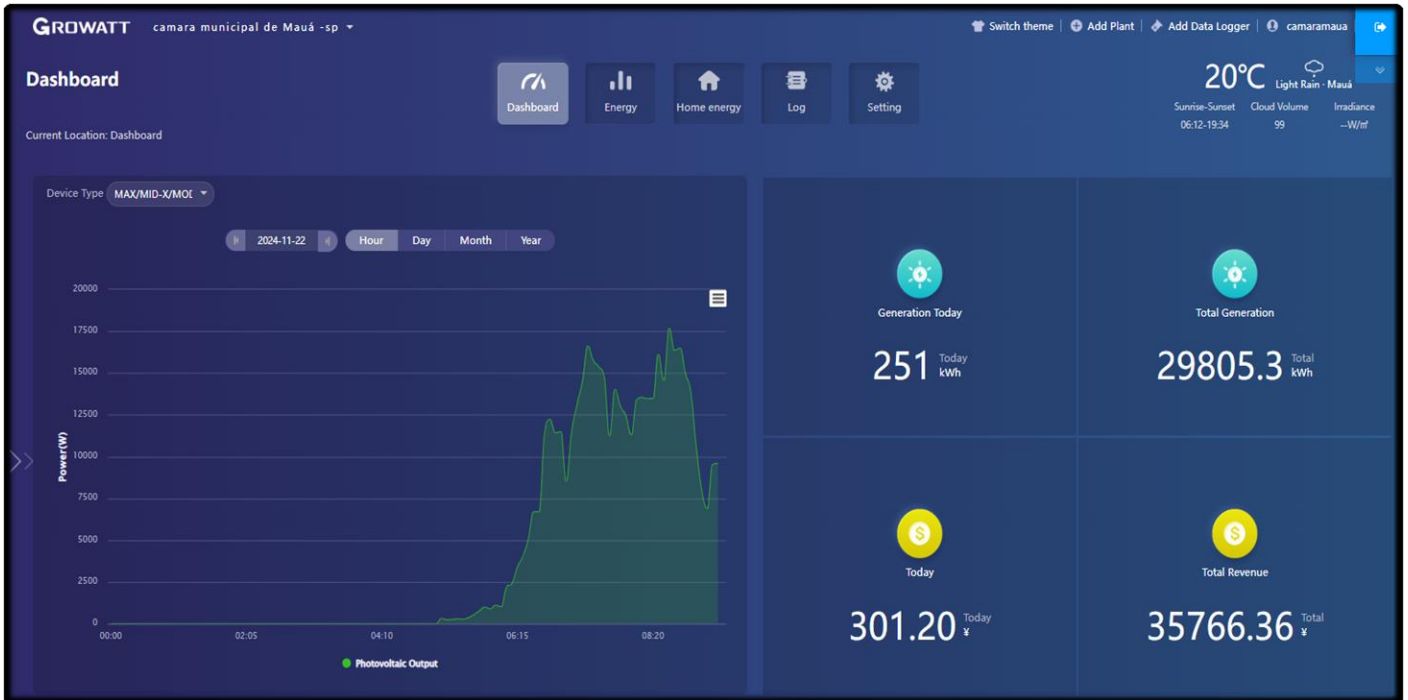 GROWATT camara municipal de Mauá -sp
Switch theme | Add Plant | Add Data Logger | camaramaua
Dashboard
Dashboard
Energy
Home energy
Log
Setting
20°C Light Rain · Mauá
Sunrise-Sunset Cloud Volume Irradiance
06:12-19:34 99 --W/㎡
Current Location: Dashboard
Device Type MAX/MID-X/MOD
2024-11-22 Hour Day Month Year
20000
17500
15000
12500
10000
7500
5000
2500
0
Power(W)
00:00 02:05 04:10 06:15 08:20
Photovoltaic Output
Generation Today
251 Today
kWh
Total Generation
29805.3 Total
kWh
Today
301.20 Today
¥
Total Revenue
35766.36 Total
¥